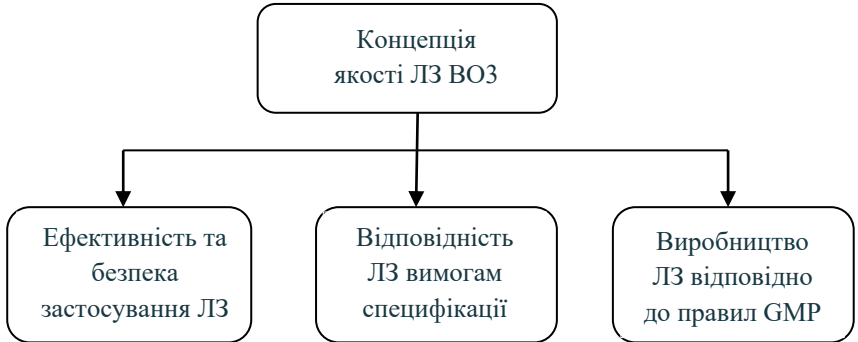 Концепція
якості ЛЗ ВОЗ
Ефективність та
безпека
застосування ЛЗ
Відповідність
ЛЗ вимогам
специфікації
Виробництво
ЛЗ відповідно
до правил GMP